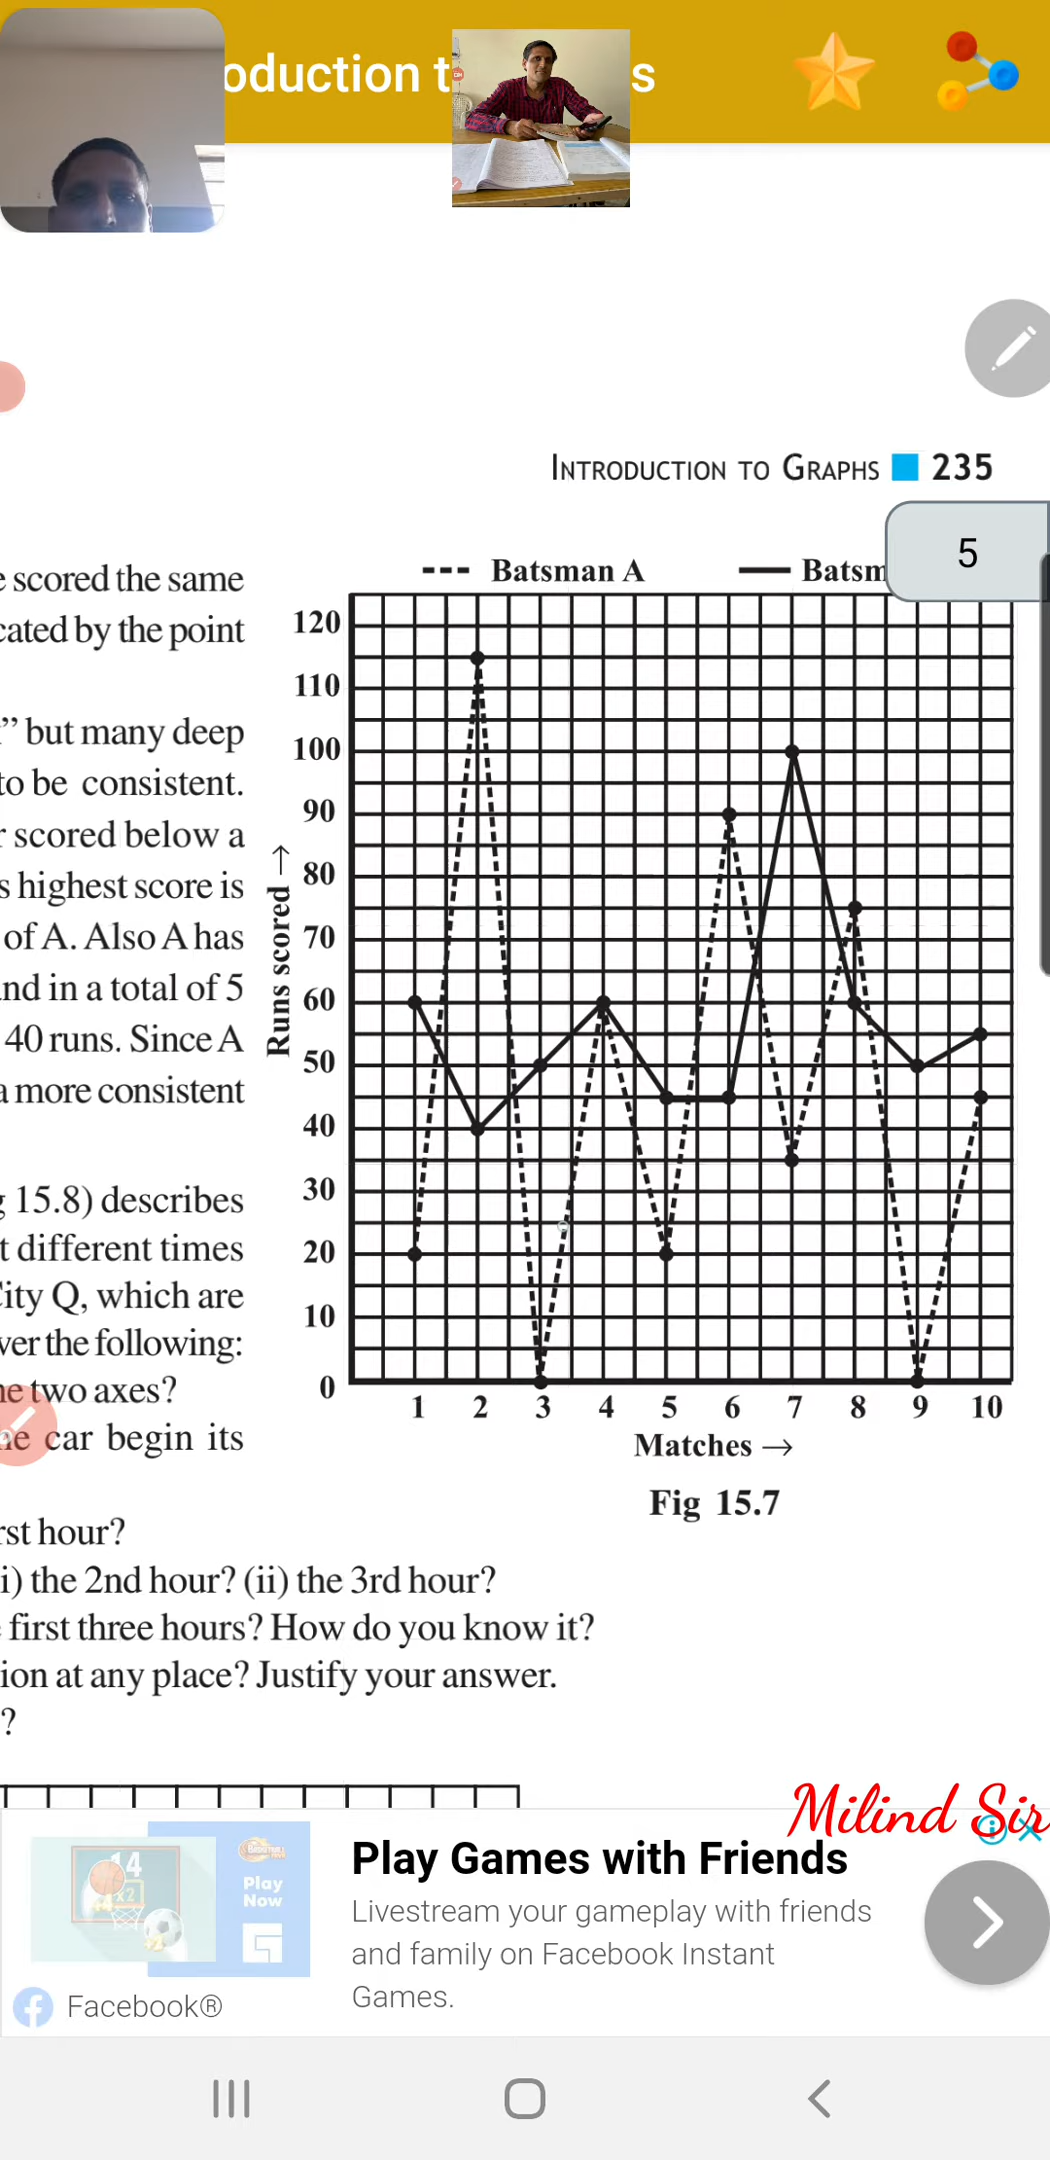 oduction t s
INTRODUCTION TO GRAPHS 235
5
e scored the same
cated by the point
” but many deep
to be consistent.
r scored below a
s highest score is
of A. Also A has
and in a total of 5
40 runs. Since A
a more consistent
g 15.8) describes
t different times
City Q, which are
ver the following:
he two axes?
he car begin its
rst hour?
i) the 2nd hour? (ii) the 3rd hour?
first three hours? How do you know it?
ion at any place? Justify your answer.
?
Batsman A Batsm
120
110
100
90
80
70
60
50
40
30
20
10
0
Runs scored →
1 2 3 4 5 6 7 8 9 10
Matches →
Fig 15.7
Milind Sir
14
x2
Play
Now
Play Games with Friends
Livestream your gameplay with friends
and family on Facebook Instant
Games.
Facebook®